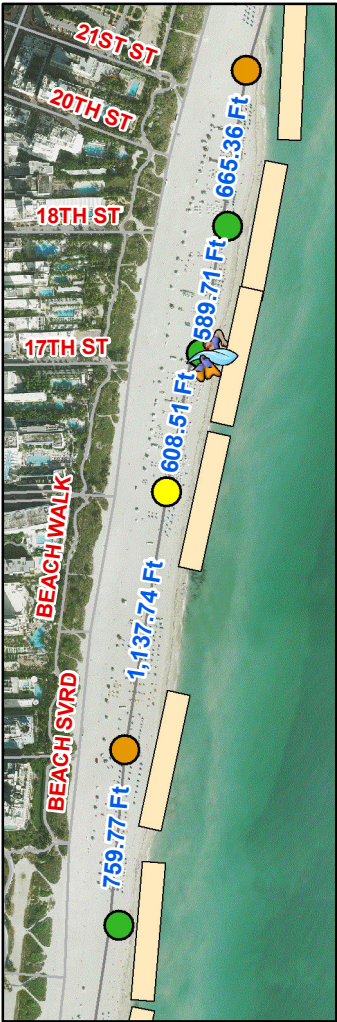 21ST ST
20TH ST
665.36 Ft
18TH ST
589.71 Ft
17TH ST
608.51 Ft
BEACH WALK
1,137.74 Ft
BEACH SVRD
759.77 Ft